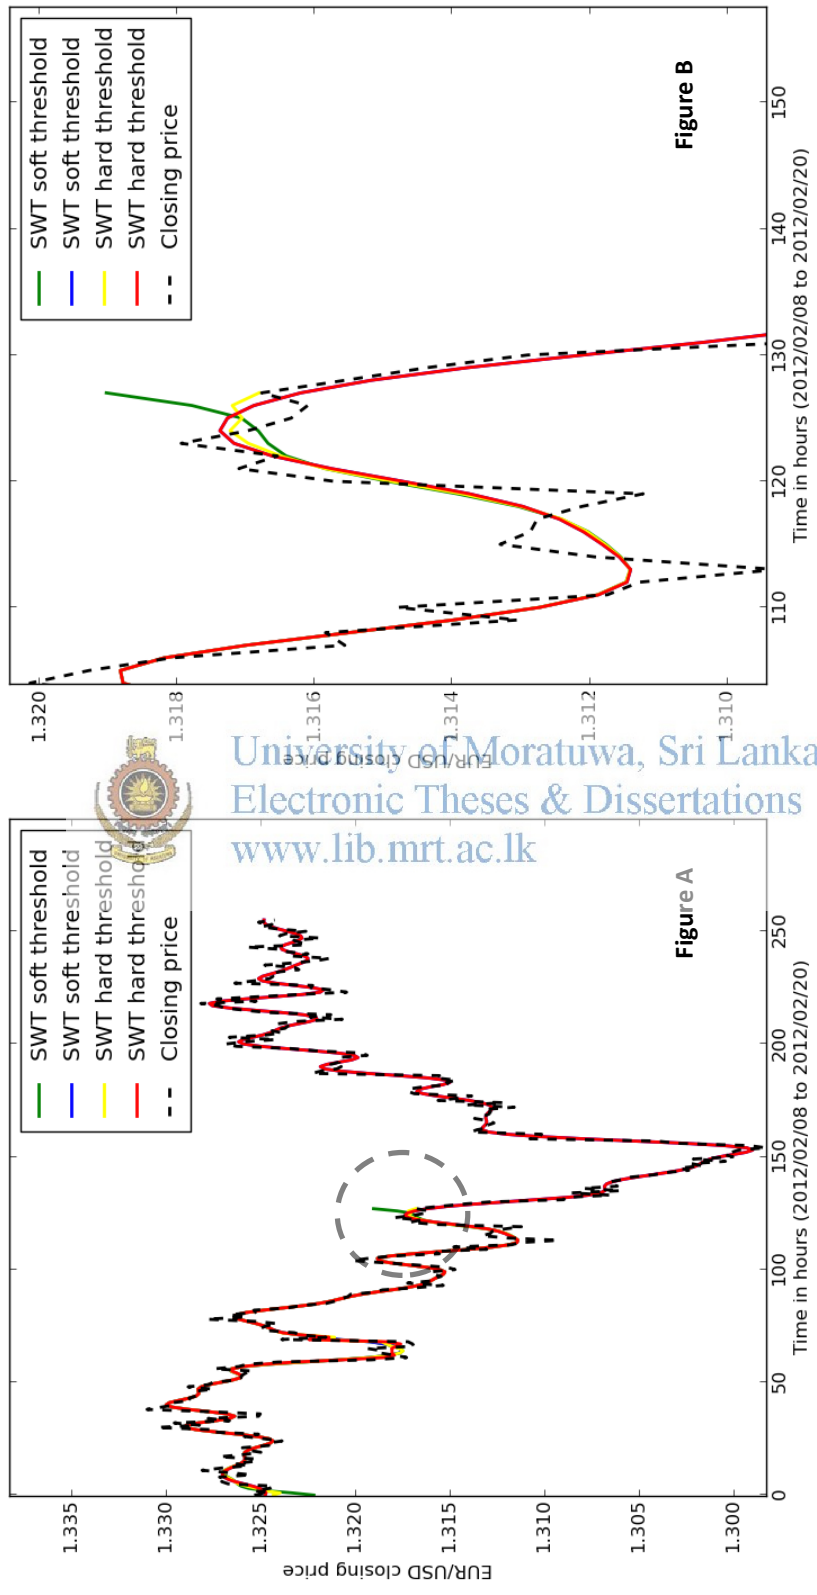 SWT soft threshold
SWT soft threshold
SWT hard threshold
SWT hard threshold
Closing price
Figure A
1.335
1.330
1.325
1.320
1.315
1.310
1.305
1.300
EUR/USD closing price
0
50
100
150
200
250
Time in hours (2012/02/08 to 2012/02/20)
SWT soft threshold
SWT soft threshold
SWT hard threshold
SWT hard threshold
Closing price
Figure B
1.320
1.318
1.316
1.314
1.312
1.310
EUR/USD closing price
110
120
130
140
150
Time in hours (2012/02/08 to 2012/02/20)
University of Moratuwa, Sri Lanka
Electronic Theses & Dissertations
www.lib.mrt.ac.lk